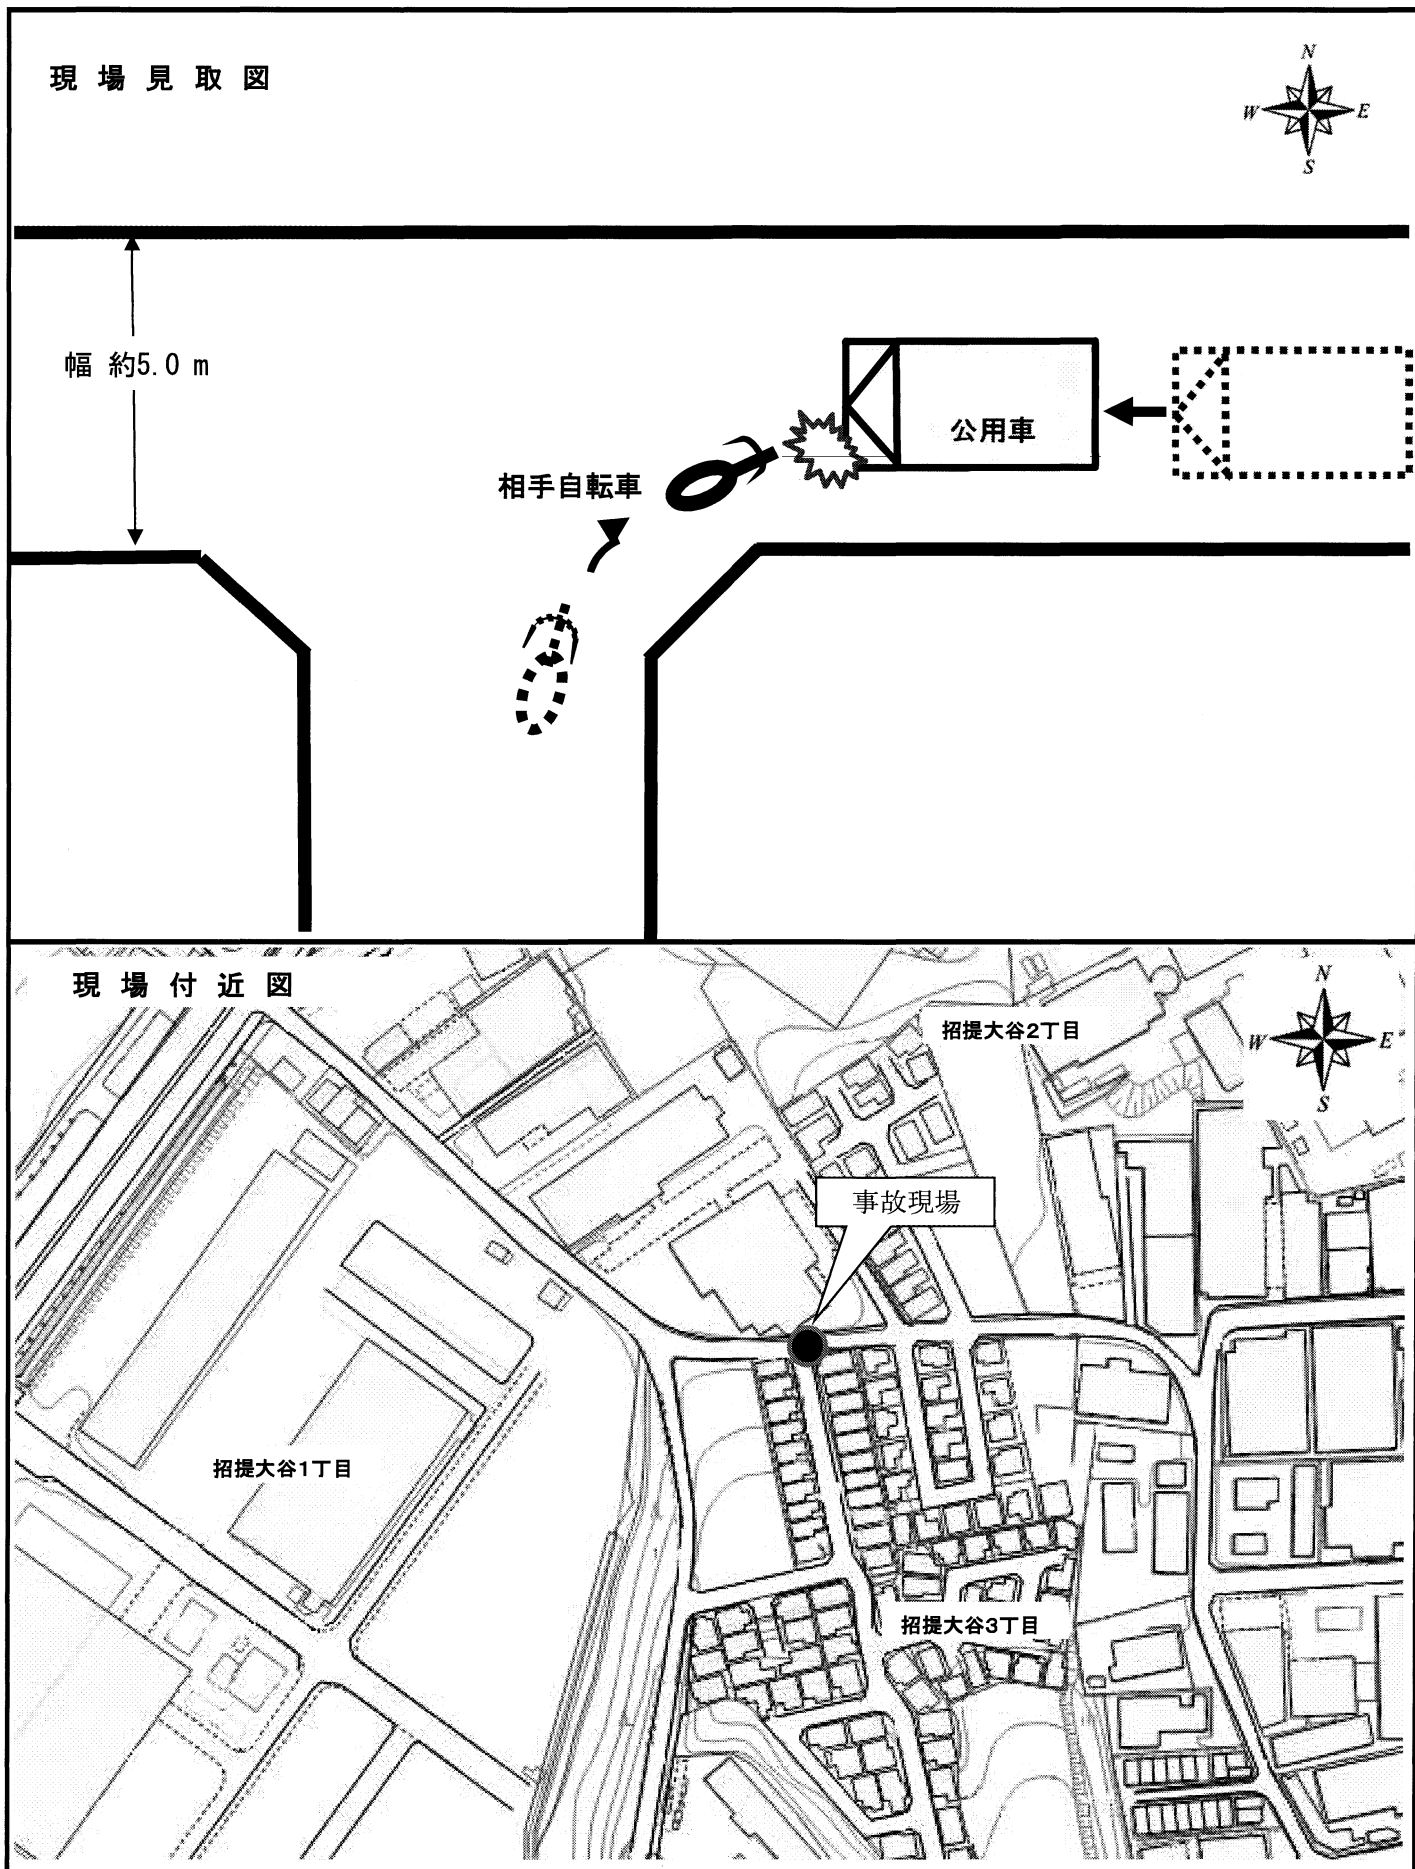 現場見取図
N
W
E
S
幅 約5.0 m
公用車
相手自転車
現場付近図
N
W
E
S
招提大谷2丁目
事故現場
招提大谷1丁目
招提大谷3丁目